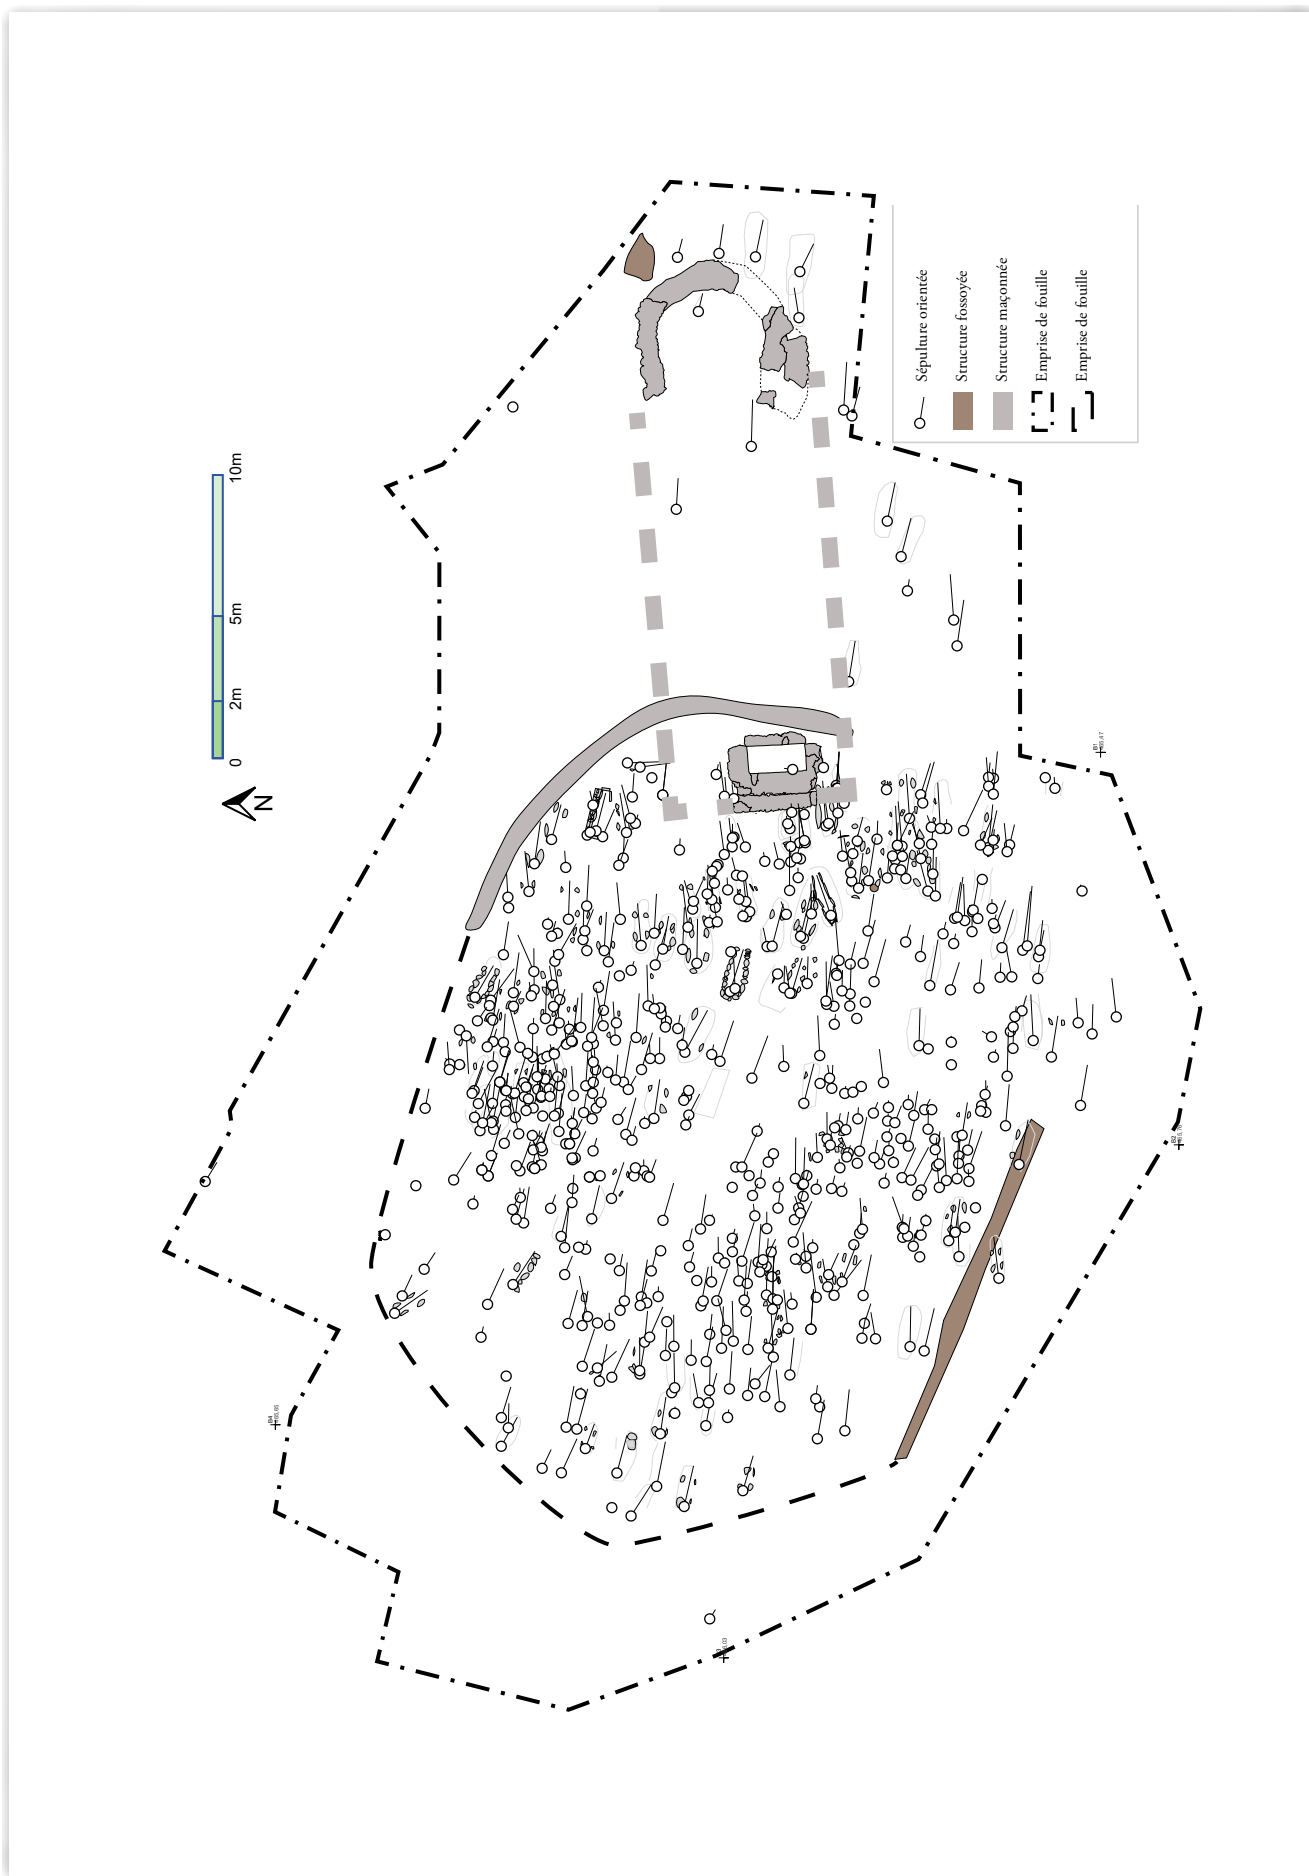 Sépulture orientée
Structure fossoyée
Structure maçonnée
Emprise de fouille
Emprise de fouille
0
2m
5m
10m
N